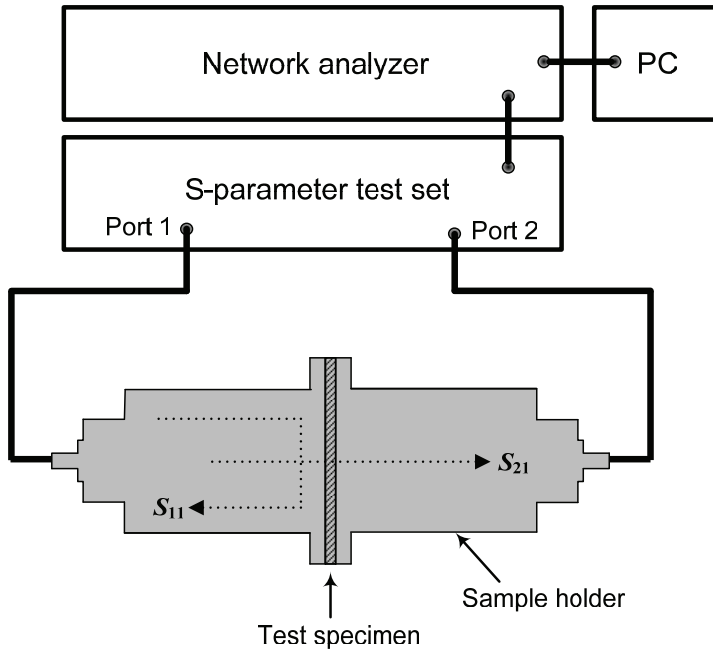 Network analyzer
PC
S-parameter test set
Port 1
Port 2
S21
S11
Sample holder
Test specimen